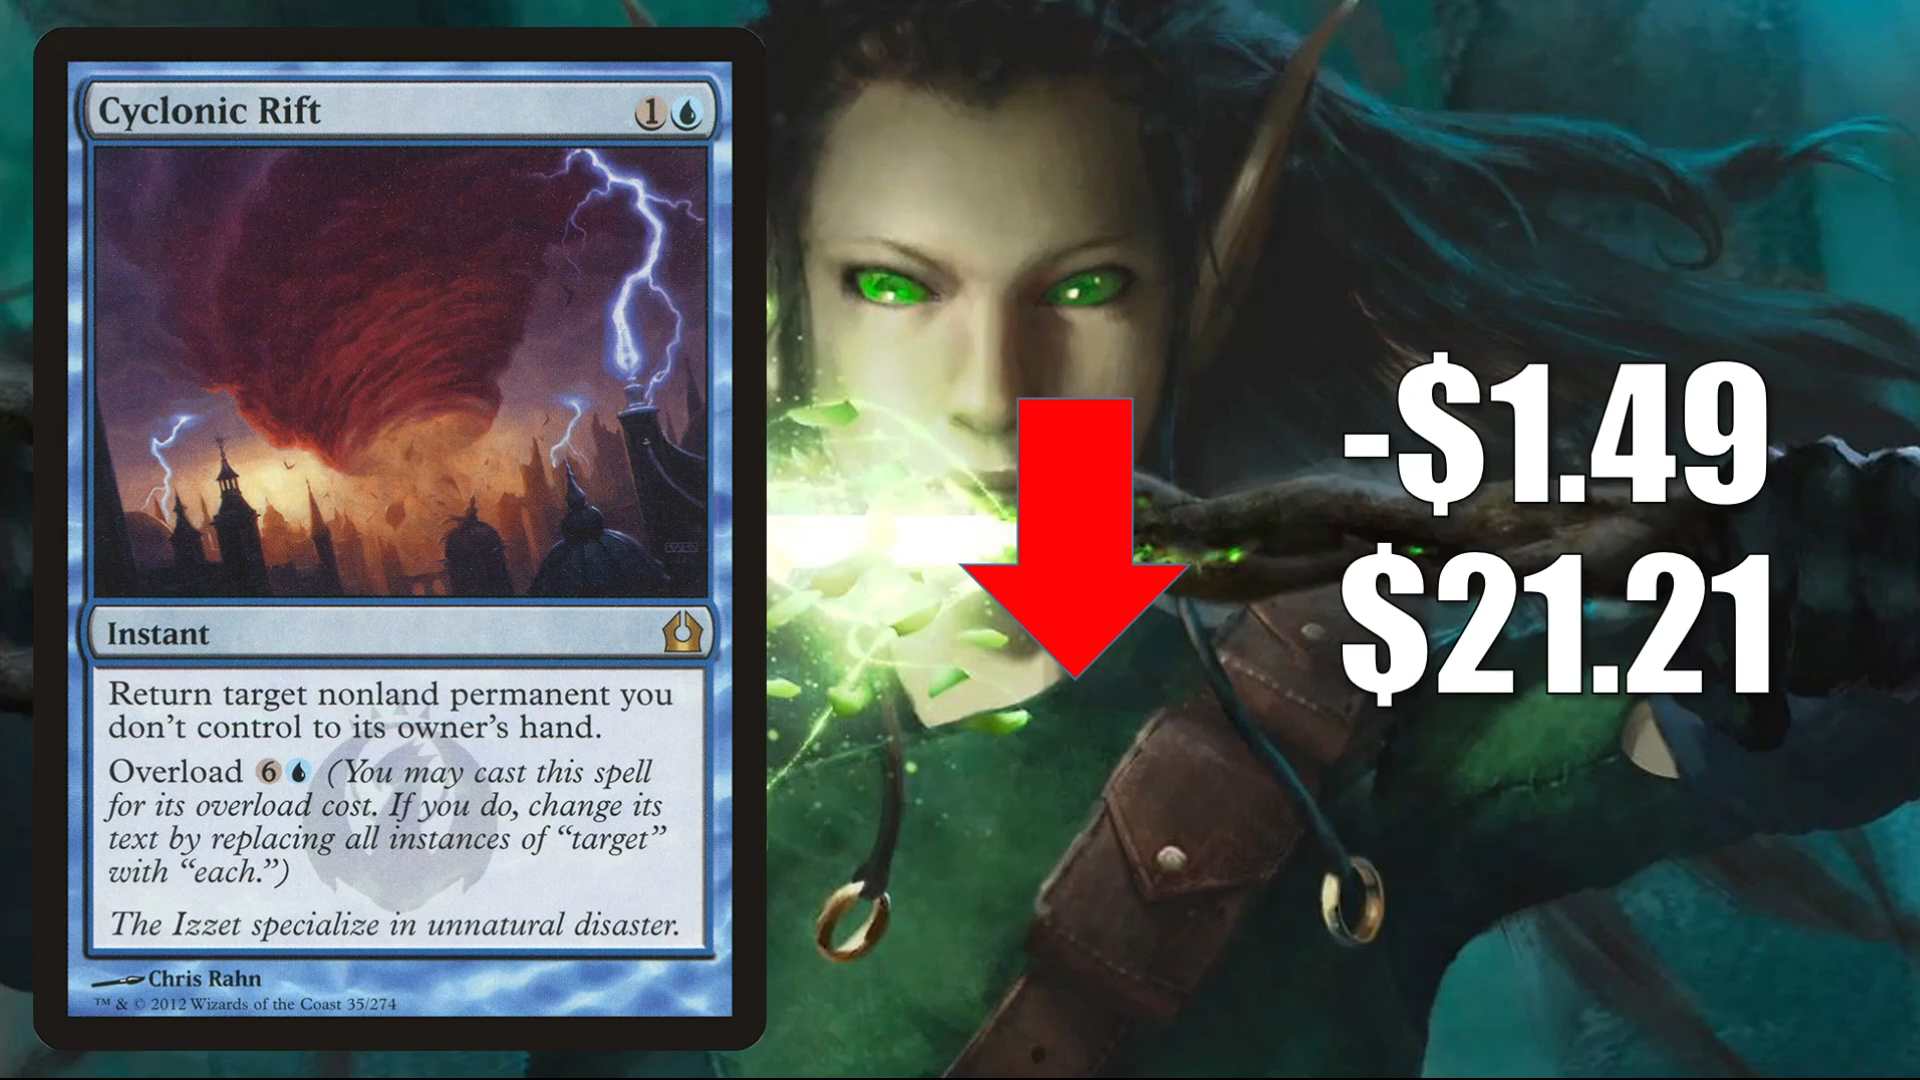 Cyclonic Rift 1
Instant
Return target nonland permanent you
don't control to its owner's hand.
Overload 6 (You may cast this spell
for its overload cost. If you do, change its
text by replacing all instances of “target”
with “each.”)
The Izzet specialize in unnatural disaster.
Chris Rahn
™ & © 2012 Wizards of the Coast 35/274
-$1.49
$21.21